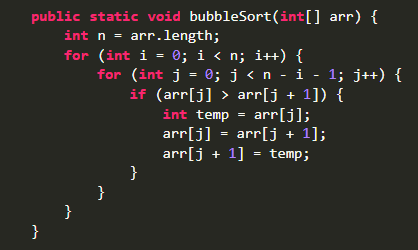 public static void bubbleSort(int[] arr) {
    int n = arr.length;
    for (int i = 0; i < n; i++) {
        for (int j = 0; j < n - i - 1; j++) {
            if (arr[j] > arr[j + 1]) {
                int temp = arr[j];
                arr[j] = arr[j + 1];
                arr[j + 1] = temp;
            }
        }
    }
}